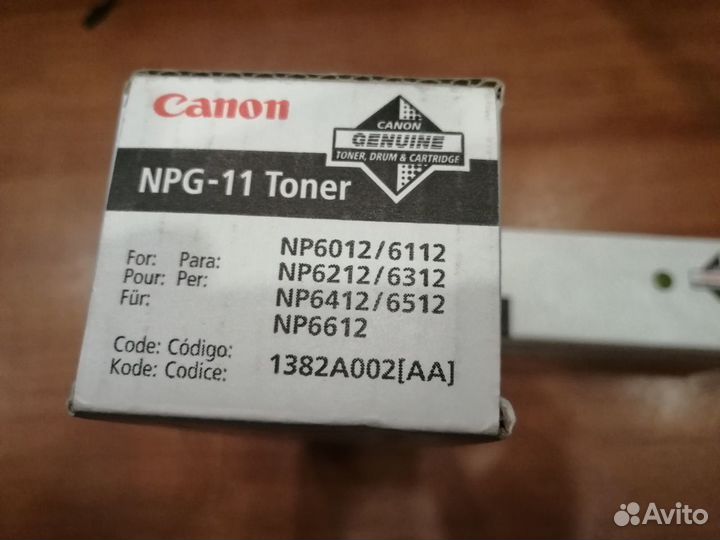 Canon
CANON
GENUINE
TONER, DRUM & CARTRIDGE
NPG-11 Toner
For: Para:
Pour: Per:
Für:
NP6012/6112
NP6212/6312
NP6412/6512
NP6612
Code: Código:
Kode: Codice:
1382A002[AA]
Avito